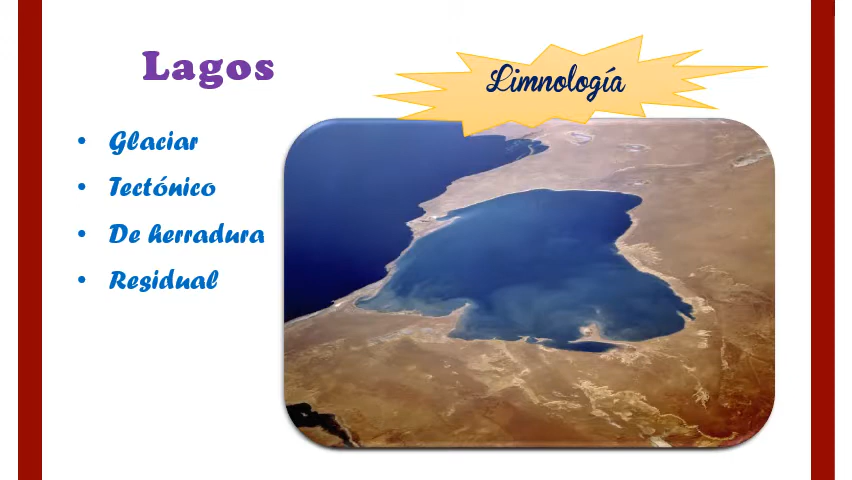 Lagos
Limnología
• Glaciar
• Tectónico
• De herradura
• Residual